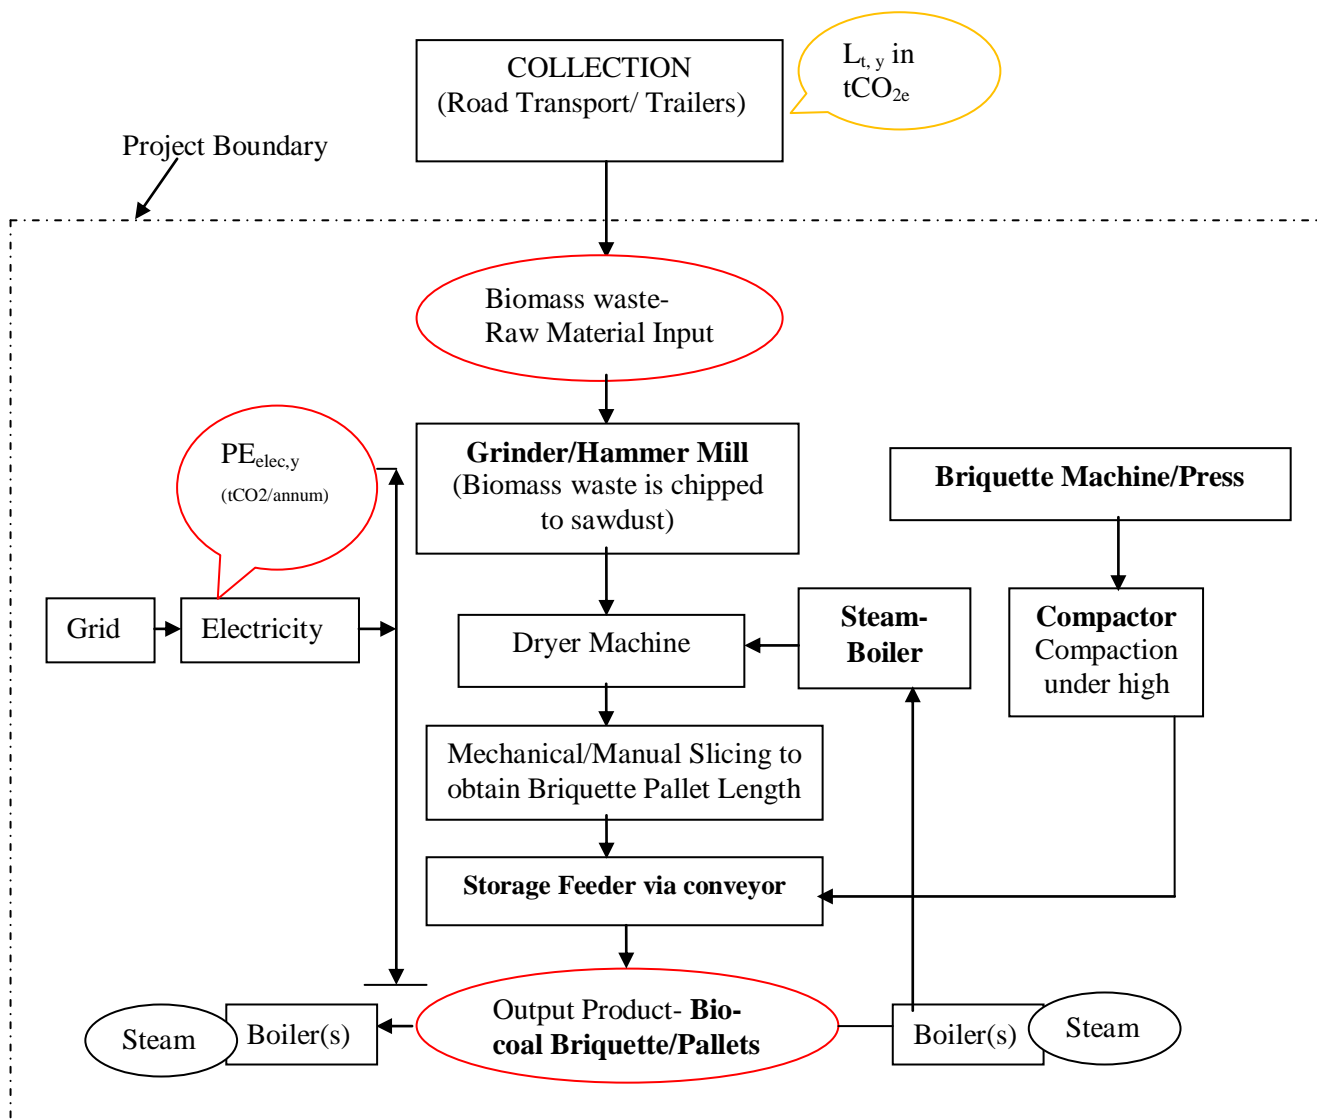 COLLECTION
(Road Transport/ Trailers)
L t, y in
tCO2e
Project Boundary
Biomass waste-
Raw Material Input
PEelec,y
(tCO2/annum)
Grinder/Hammer Mill
(Biomass waste is chipped
to sawdust)
Briquette Machine/Press
Grid
Electricity
Dryer Machine
Steam-
Boiler
Compactor
Compaction
under high
Mechanical/Manual Slicing to
obtain Briquette Pallet Length
Storage Feeder via conveyor
Steam
Boiler(s)
Output Product- Bio-
coal Briquette/Pallets
Boiler(s)
Steam